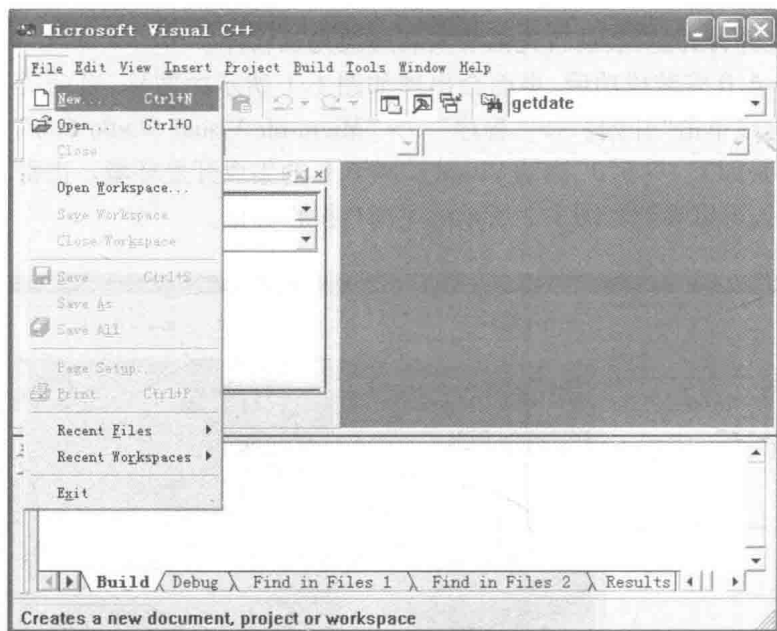 Microsoft Visual C++
File Edit View Insert Project Build Tools Window Help
New... Ctrl+N
getdate
Open... Ctrl+O
Close
Open Workspace...
Save Workspace
Close Workspace
Save Ctrl+S
Save As
Save All
Page Setup...
Print... Ctrl+P
Recent Files
Recent Workspaces
Exit
Build Debug Find in Files 1 Find in Files 2 Results
Creates a new document, project or workspace